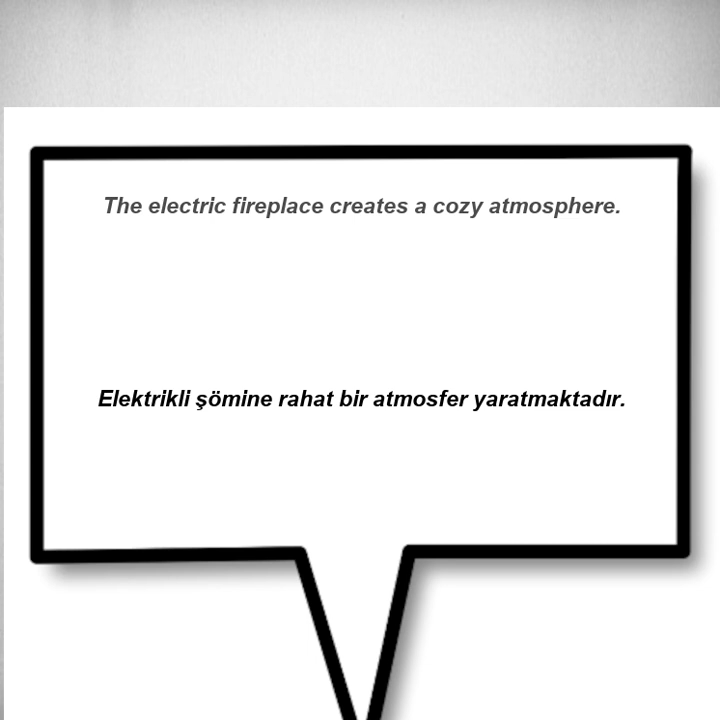 The electric fireplace creates a cozy atmosphere.
Elektrikli şömine rahat bir atmosfer yaratmaktadır.